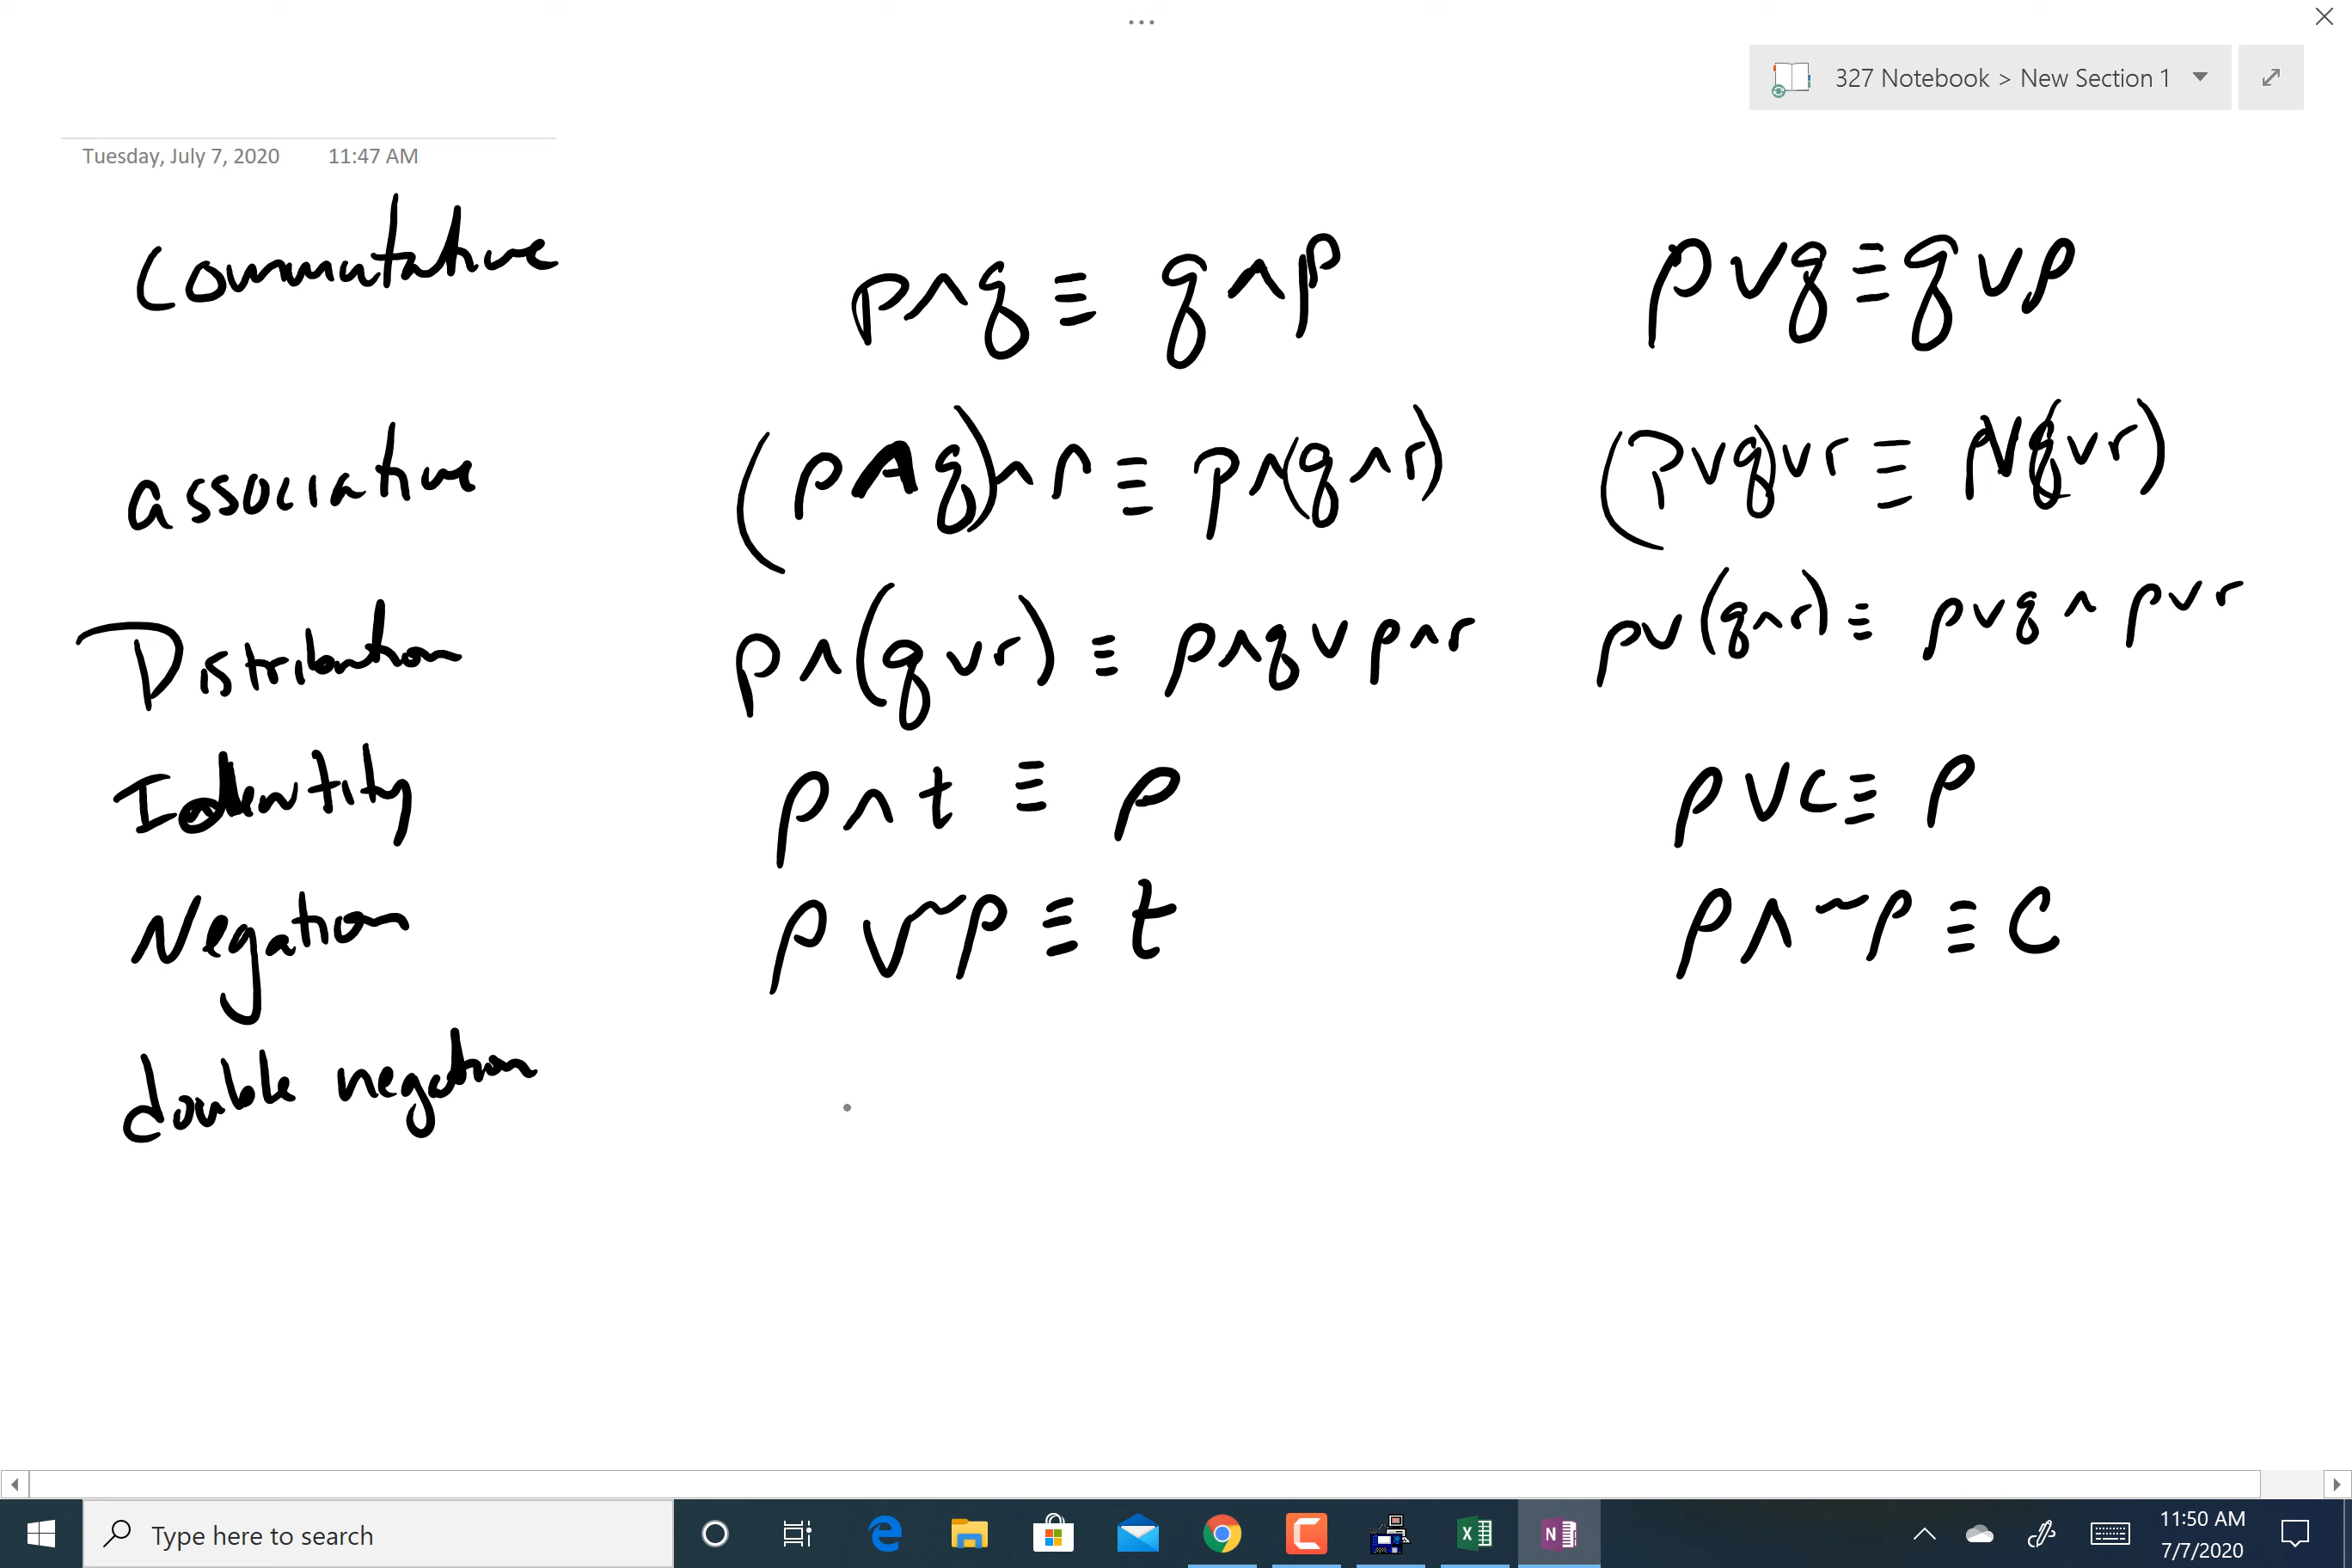 327 Notebook > New Section 1
Tuesday, July 7, 2020 11:47 AM
Commutative p∧q ≡ q∧p p∨q ≡ q∨p
associative (p∧q)∧r ≡ p∧(q∧r) (p∨q)∨r ≡ p∨(q∨r)
Distribution p∧(q∨r) ≡ p∧q∨p∧r p∨(q∧r) ≡ p∨q∧p∨r
Identity p∧t ≡ p p∨c ≡ p
Negation p∨~p ≡ t p∧~p ≡ c
double negation
Type here to search
11:50 AM
7/7/2020